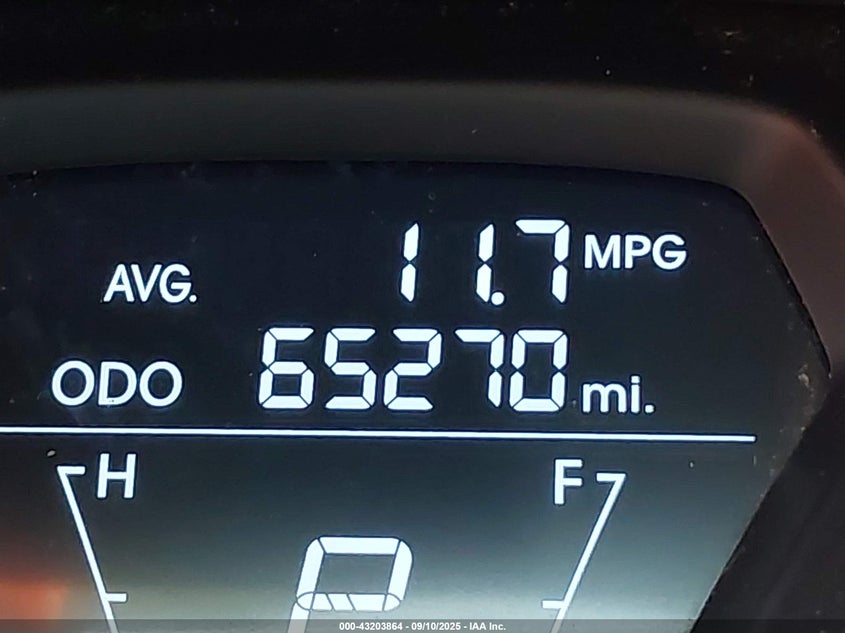 AVG. 11.7 MPG
ODO 65270 mi.
H F
P
000-43203864 - 09/10/2025 - IAA Inc.